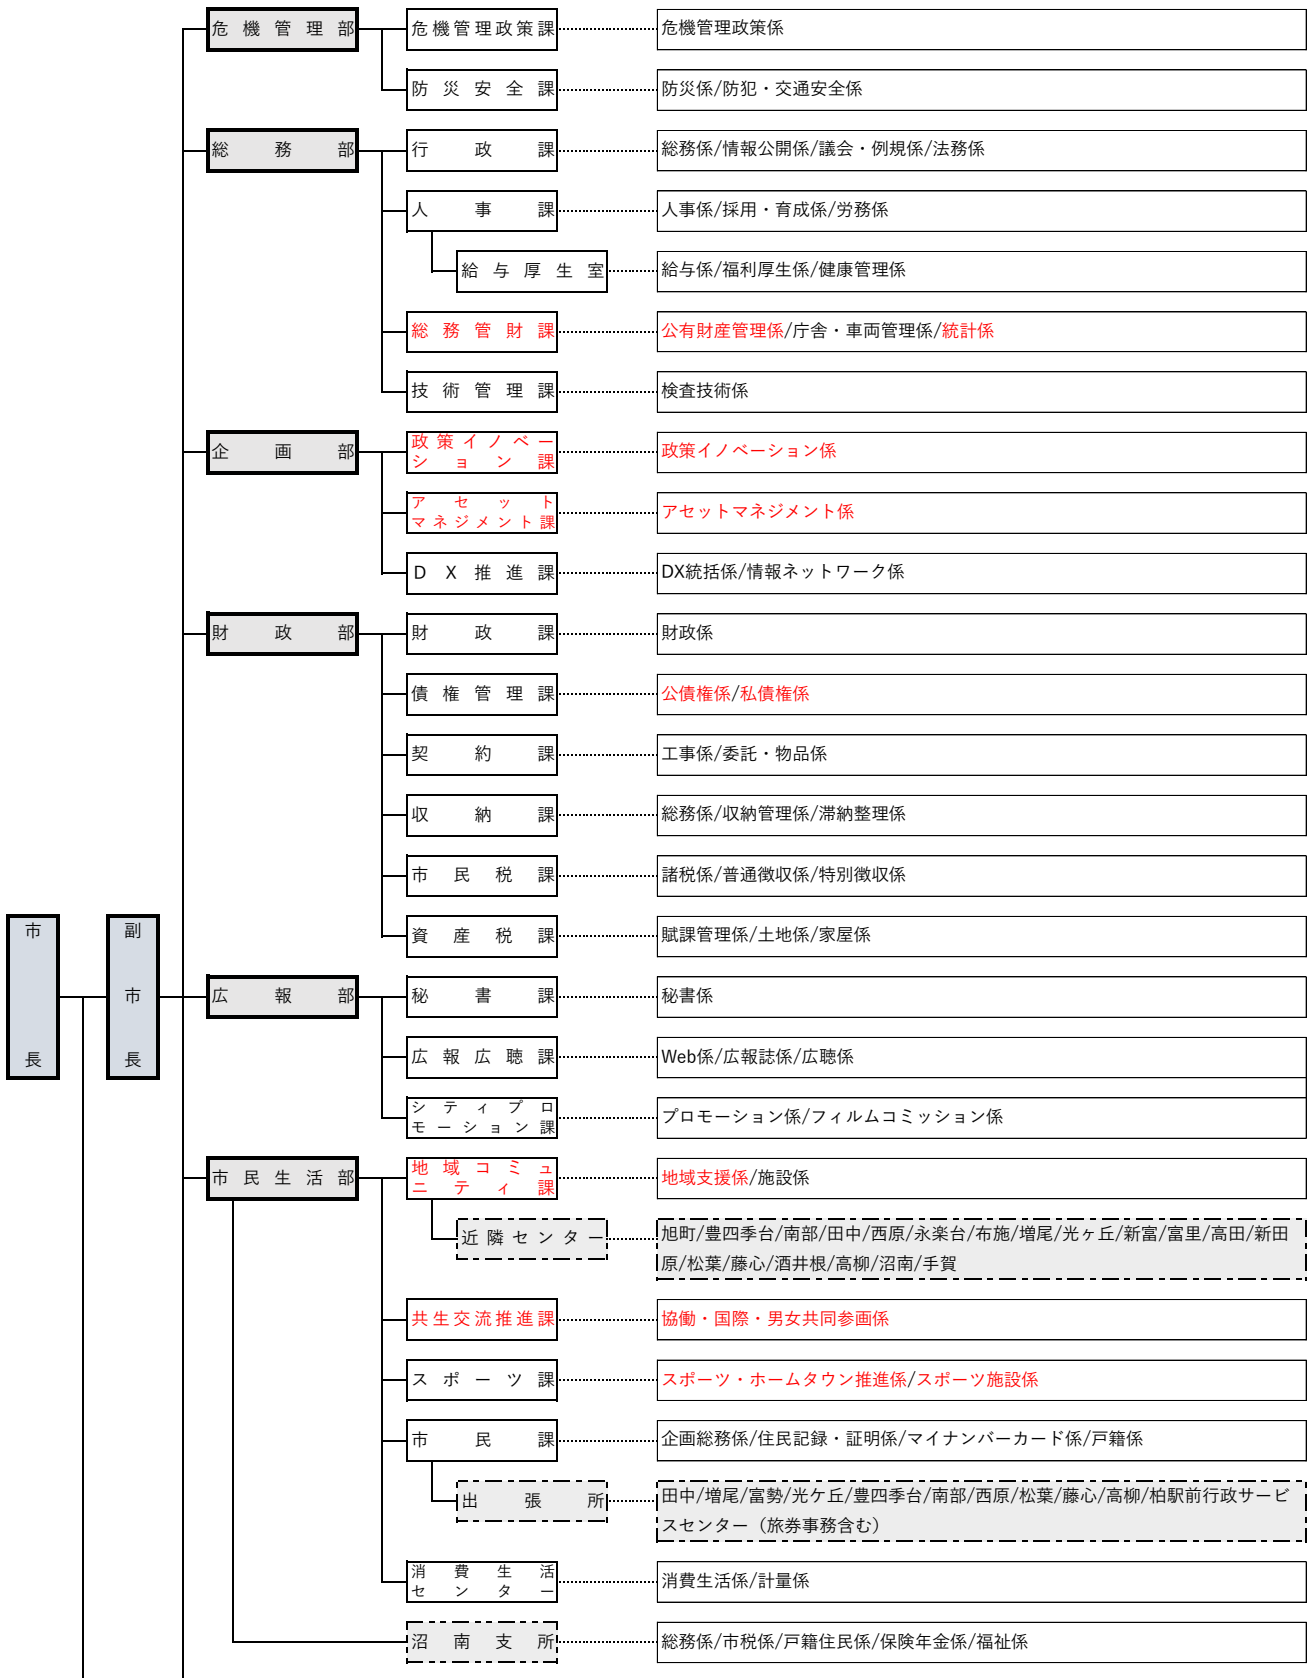 危機管理部
危機管理政策課
危機管理政策係
防災安全課
防災係/防犯・交通安全係
総務部
行政課
総務係/情報公開係/議会・例規係/法務係
人事課
人事係/採用・育成係/労務係
給与厚生室
給与係/福利厚生係/健康管理係
総務管財課
公有財産管理係/庁舎・車両管理係/統計係
技術管理課
検査技術係
企画部
政策イノベー
ション課
政策イノベーション係
アセット
マネジメント課
アセットマネジメント係
DX推進課
DX統括係/情報ネットワーク係
財政部
財政課
財政係
債権管理課
公債権係/私債権係
契約課
工事係/委託・物品係
収納課
総務係/収納管理係/滞納整理係
市民税課
諸税係/普通徴収係/特別徴収係
資産税課
賦課管理係/土地係/家屋係
市長
副市長
広報部
秘書課
秘書係
広報広聴課
Web係/広報誌係/広聴係
シティプロ
モーション課
プロモーション係/フィルムコミッション係
市民生活部
地域コミュ
ニティ課
地域支援係/施設係
近隣センター
旭町/豊四季台/南部/田中/西原/永楽台/布施/増尾/光ヶ丘/新富/富里/高田/新田
原/松葉/藤心/酒井根/高柳/沼南/手賀
共生交流推進課
協働・国際・男女共同参画係
スポーツ課
スポーツ・ホームタウン推進係/スポーツ施設係
市民課
企画総務係/住民記録・証明係/マイナンバーカード係/戸籍係
出張所
田中/増尾/富勢/光ケ丘/豊四季台/南部/西原/松葉/藤心/高柳/柏駅前行政サービ
スセンター（旅券事務含む）
消費生活
センター
消費生活係/計量係
沼南支所
総務係/市税係/戸籍住民係/保険年金係/福祉係